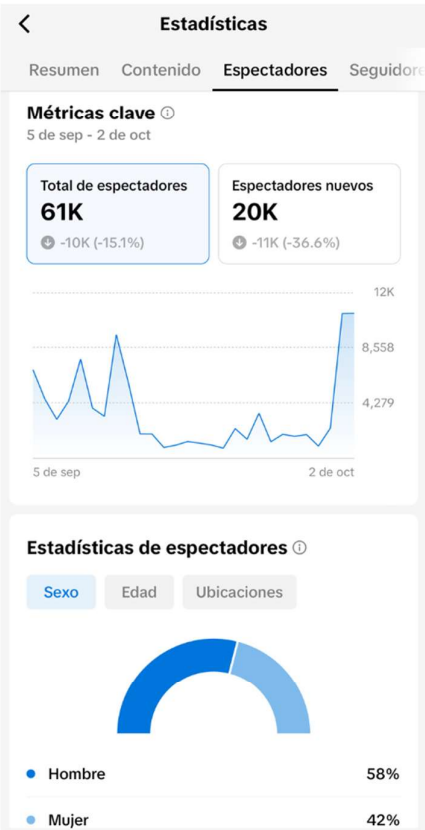 Estadísticas
Resumen Contenido Espectadores Seguidore
Métricas clave
5 de sep - 2 de oct
Total de espectadores
61K
-10K (-15.1%)
Espectadores nuevos
20K
-11K (-36.6%)
12K
8,558
4,279
5 de sep 2 de oct
Estadísticas de espectadores
Sexo Edad Ubicaciones
Hombre 58%
Mujer 42%